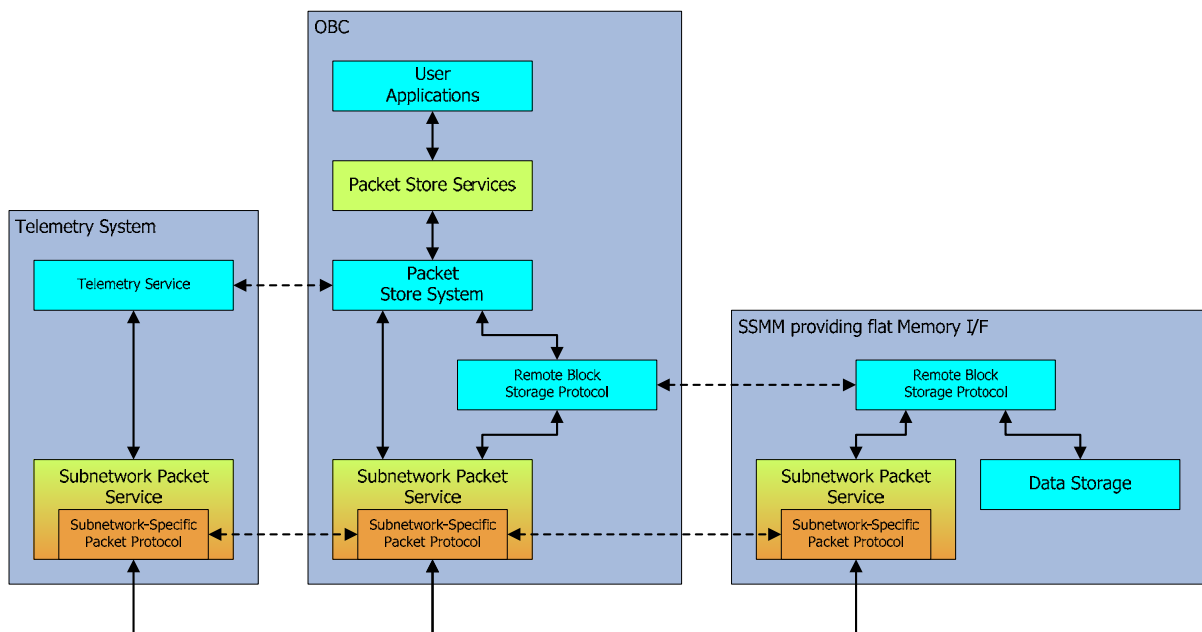 OBC
User
Applications
Packet Store Services
Telemetry System
Telemetry Service
Packet
Store System
SSMM providing flat Memory I/F
Remote Block
Storage Protocol
Remote Block
Storage Protocol
Subnetwork Packet
Service
Subnetwork-Specific
Packet Protocol
Subnetwork Packet
Service
Subnetwork-Specific
Packet Protocol
Subnetwork Packet
Service
Subnetwork-Specific
Packet Protocol
Data Storage